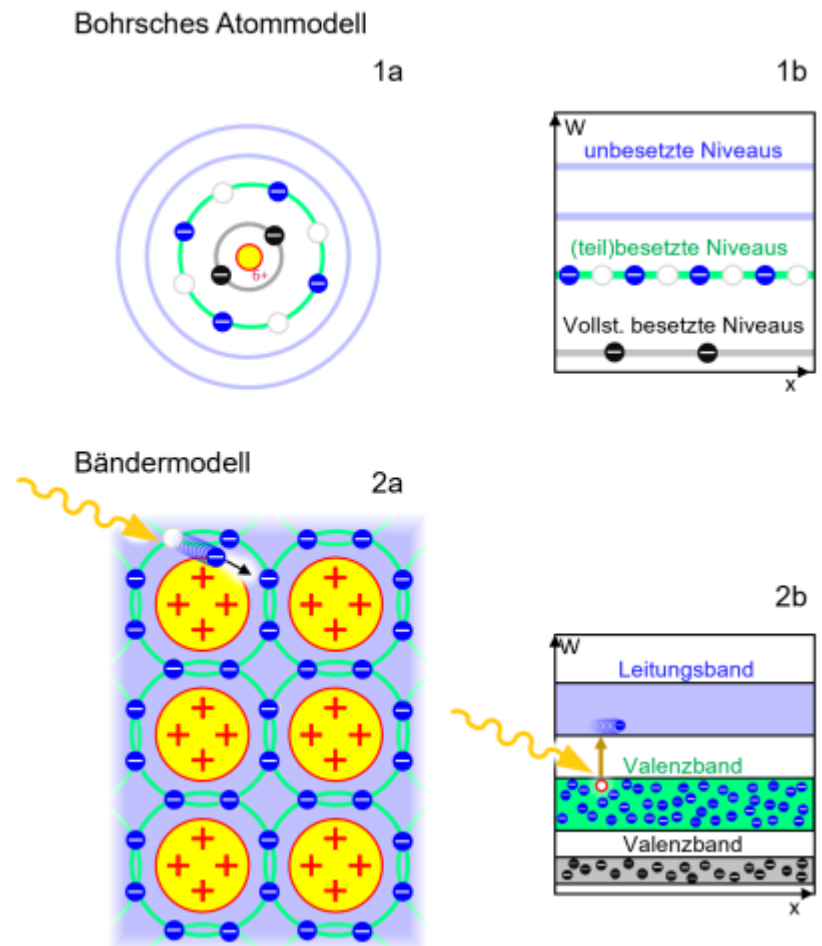 Bohrsches Atommodell
1a
6+
1b
W
unbesetzte Niveaus
(teil)besetzte Niveaus
Vollst. besetzte Niveaus
x
Bändermodell
2a
2b
W
Leitungsband
Valenzband
Valenzband
x